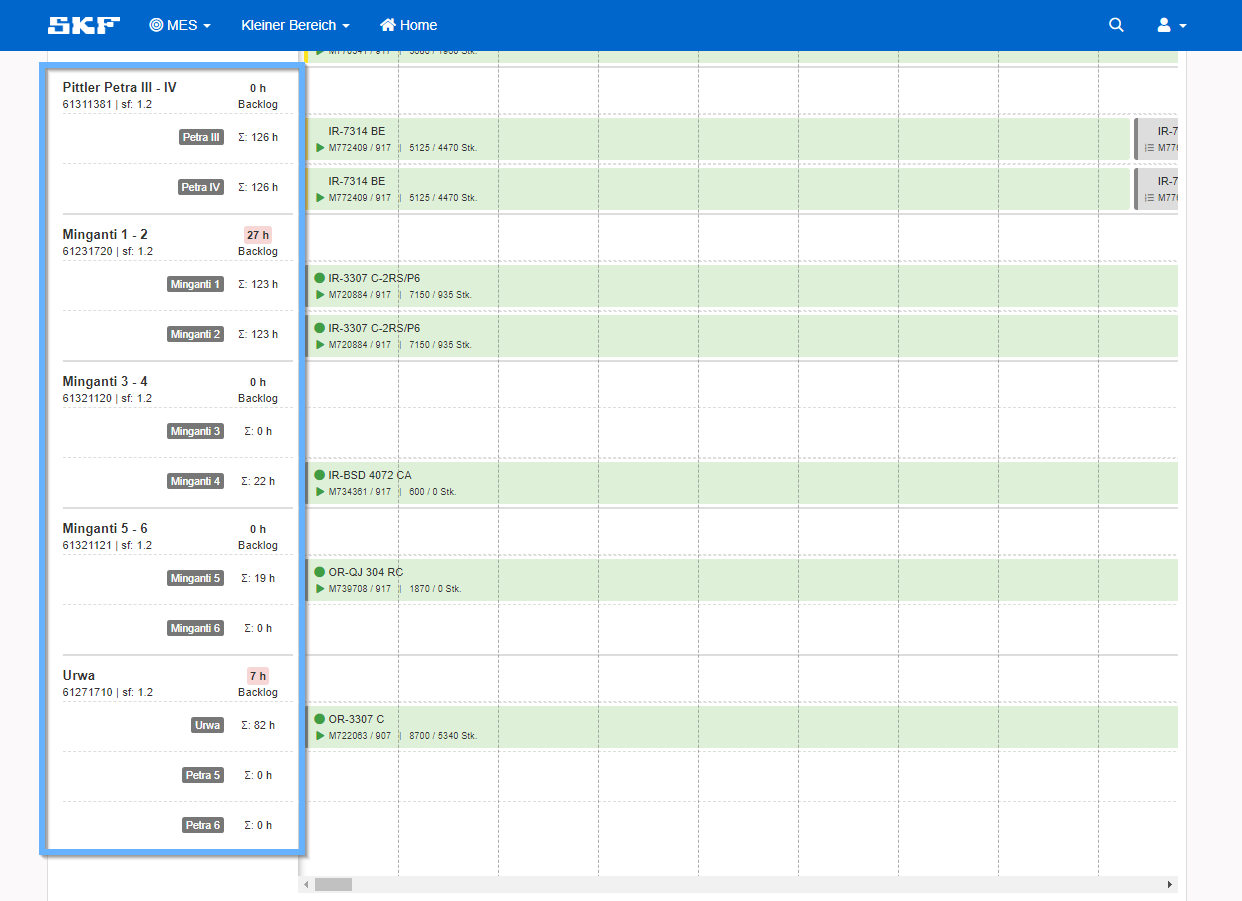 SKF MES Kleiner Bereich Home
Pittler Petra III - IV 0 h
61311381 | sf: 1.2 Backlog
Petra III Σ: 126 h
IR-7314 BE IR-7
M772409 / 917 | 5125 / 4470 Stk.
Petra IV Σ: 126 h
IR-7314 BE IR-7
M772409 / 917 | 5125 / 4470 Stk.
Minganti 1 - 2 27 h
61231720 | sf: 1.2 Backlog
Minganti 1 Σ: 123 h
IR-3307 C-2RS/P6
M720884 / 917 | 7150 / 935 Stk.
Minganti 2 Σ: 123 h
IR-3307 C-2RS/P6
M720884 / 917 | 7150 / 935 Stk.
Minganti 3 - 4 0 h
61321120 | sf: 1.2 Backlog
Minganti 3 Σ: 0 h
Minganti 4 Σ: 22 h
IR-BSD 4072 CA
M734361 / 917 | 600 / 0 Stk.
Minganti 5 - 6 0 h
61321121 | sf: 1.2 Backlog
Minganti 5 Σ: 19 h
OR-QJ 304 RC
M739708 / 917 | 1870 / 0 Stk.
Minganti 6 Σ: 0 h
Urwa 7 h
61271710 | sf: 1.2 Backlog
Urwa Σ: 82 h
OR-3307 C
M722063 / 907 | 8700 / 5340 Stk.
Petra 5 Σ: 0 h
Petra 6 Σ: 0 h